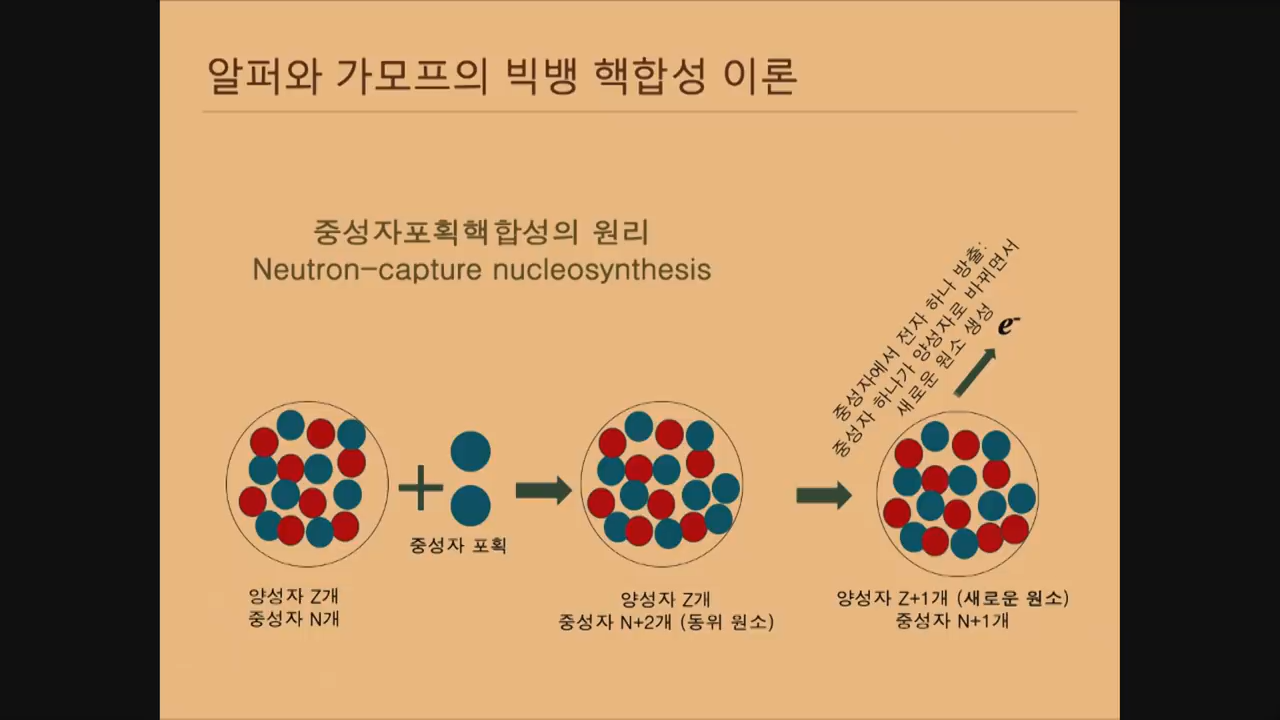 알퍼와 가모프의 빅뱅 핵합성 이론
중성자포획핵합성의 원리
Neutron-capture nucleosynthesis
중성자에서 전자 하나 방출:
중성자 하나가 양성자로 바뀌면서
새로운 원소 생성
e-
중성자 포획
양성자 Z개
중성자 N개
양성자 Z개
중성자 N+2개 (동위 원소)
양성자 Z+1개 (새로운 원소)
중성자 N+1개